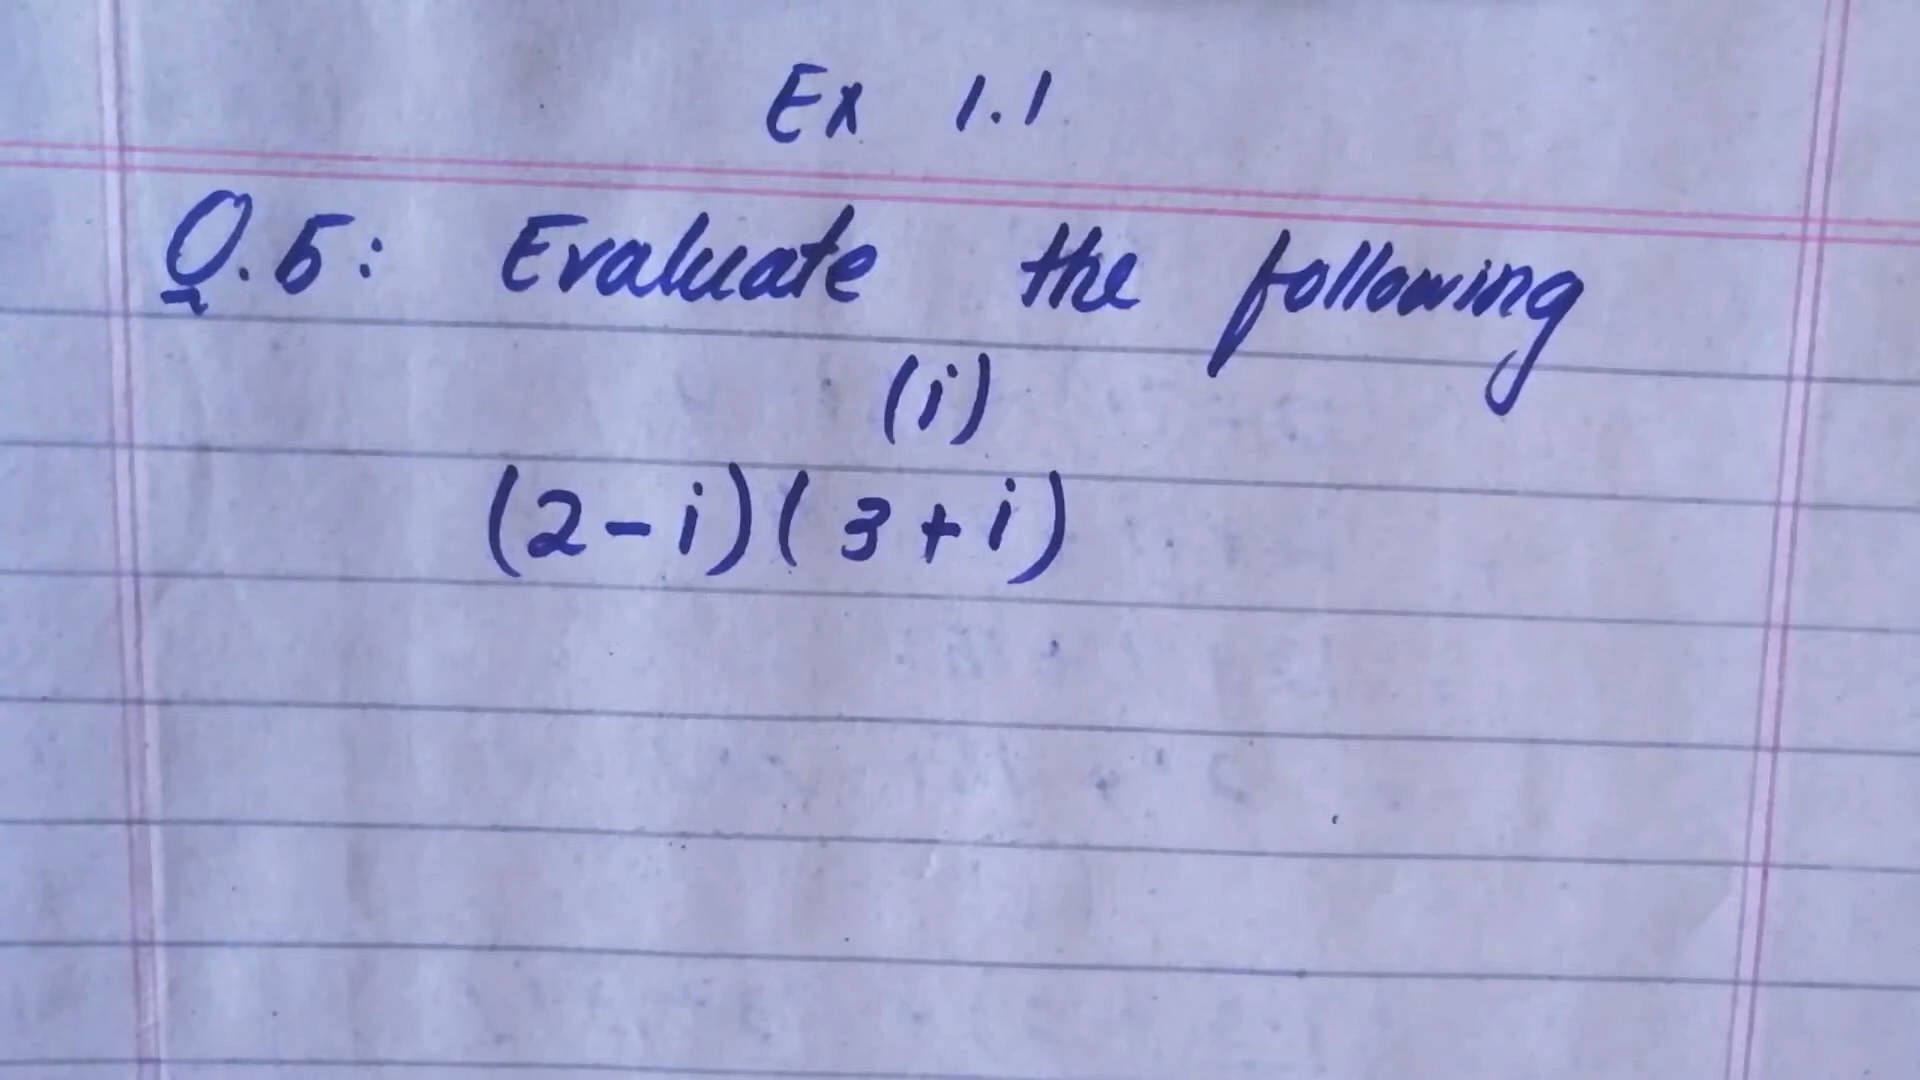 Ex 1.1
Q.5: Evaluate the following
(i)
(2-i)(3+i)